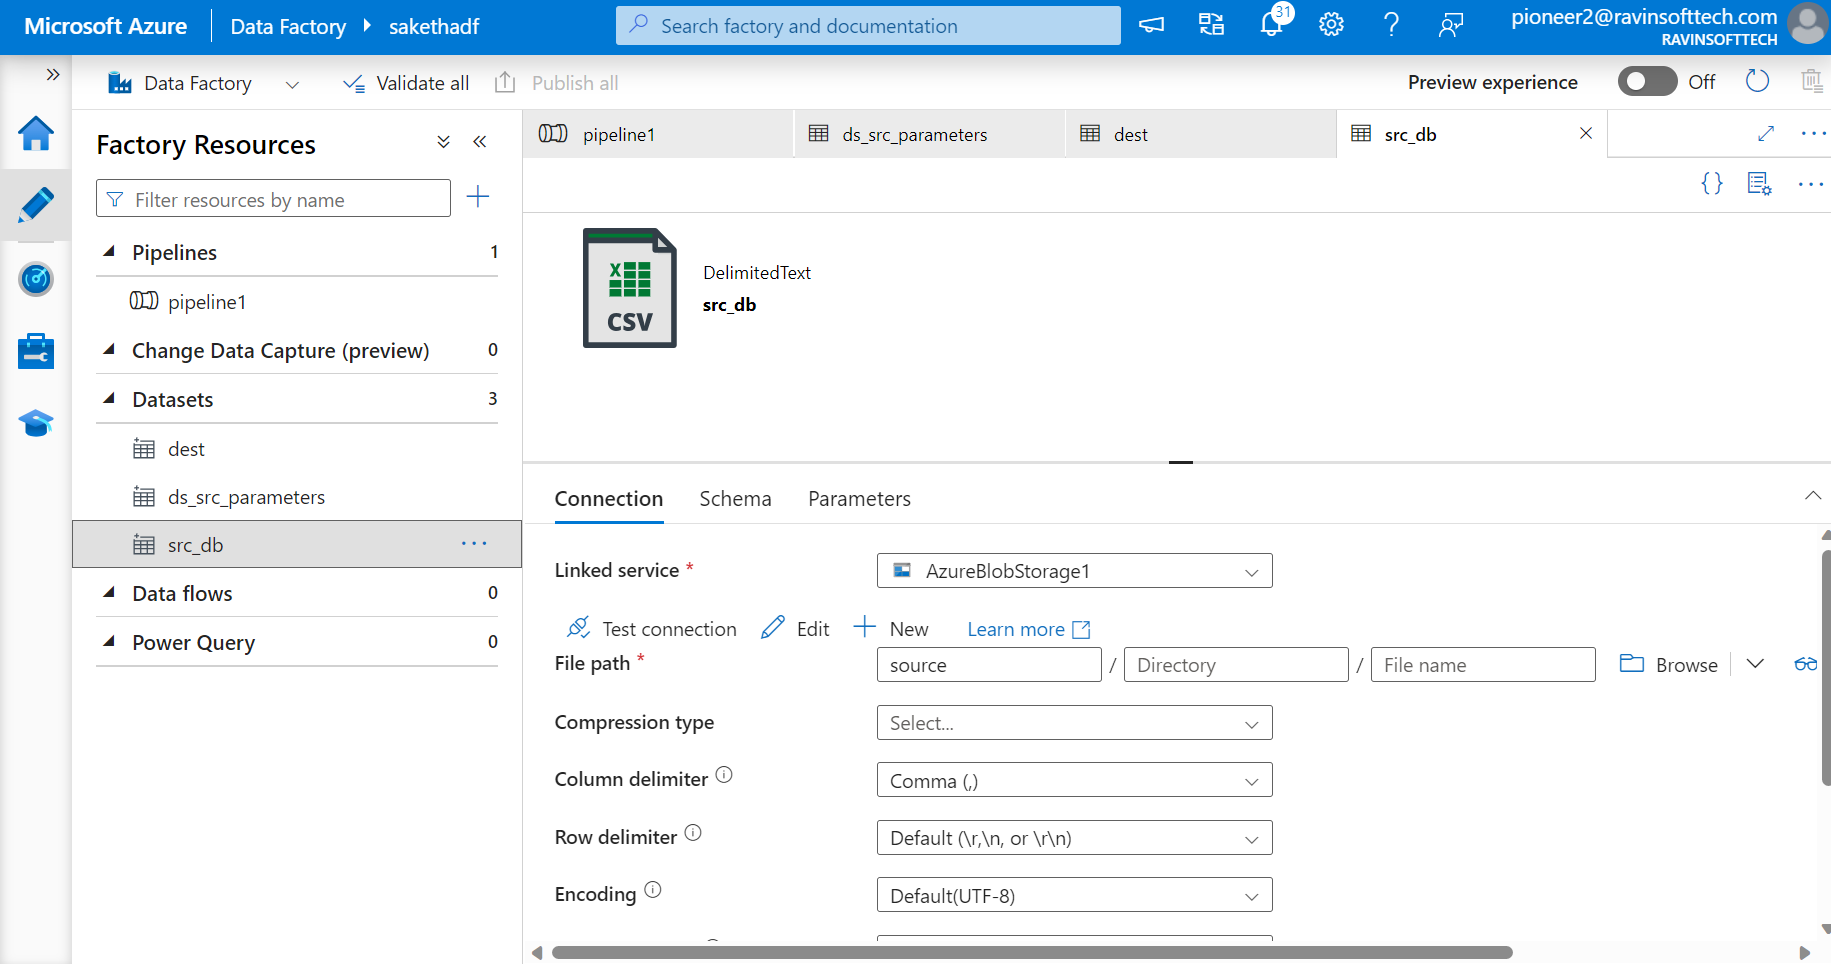 Microsoft Azure
Data Factory
sakethadf
Search factory and documentation
31
pioneer2@ravinsofttech.com
RAVINSOFTTECH
Data Factory
Validate all
Publish all
Preview experience
Off
Factory Resources
Filter resources by name
Pipelines 1
pipeline1
Change Data Capture (preview) 0
Datasets 3
dest
ds_src_parameters
src_db
Data flows 0
Power Query 0
pipeline1
ds_src_parameters
dest
src_db
CSV
DelimitedText
src_db
Connection
Schema
Parameters
Linked service *
AzureBlobStorage1
Test connection
Edit
New
Learn more
File path *
source / Directory / File name
Browse
Compression type
Select...
Column delimiter
Comma (,)
Row delimiter
Default (\r,\n, or \r\n)
Encoding
Default(UTF-8)